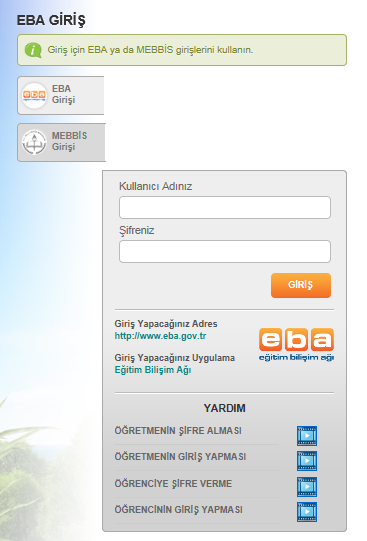 EBA GİRİŞ
Giriş için EBA ya da MEBBİS girişlerini kullanın.
eba
EBA
Girişi
MEBBİS
Girişi
Kullanıcı Adınız
Şifreniz
GİRİŞ
Giriş Yapacağınız Adres
http://www.eba.gov.tr
Giriş Yapacağınız Uygulama
Eğitim Bilişim Ağı
eba
eğitim bilişim ağı
YARDIM
ÖĞRETMENİN ŞİFRE ALMASI
ÖĞRETMENİN GİRİŞ YAPMASI
ÖĞRENCİYE ŞİFRE VERME
ÖĞRENCİNİN GİRİŞ YAPMASI